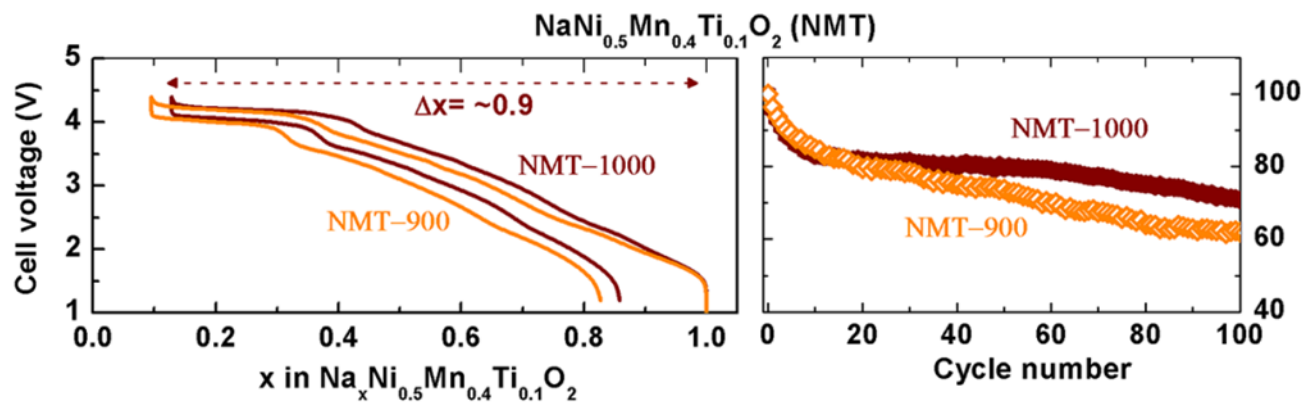 NaNi0.5Mn0.4Ti0.1O2 (NMT)
Cell voltage (V)
5
4
3
2
1
Δx= ~0.9
NMT–1000
NMT–900
0.0 0.2 0.4 0.6 0.8 1.0
x in NaxNi0.5Mn0.4Ti0.1O2
NMT–1000
NMT–900
100
80
60
40
0 20 40 60 80 100
Cycle number